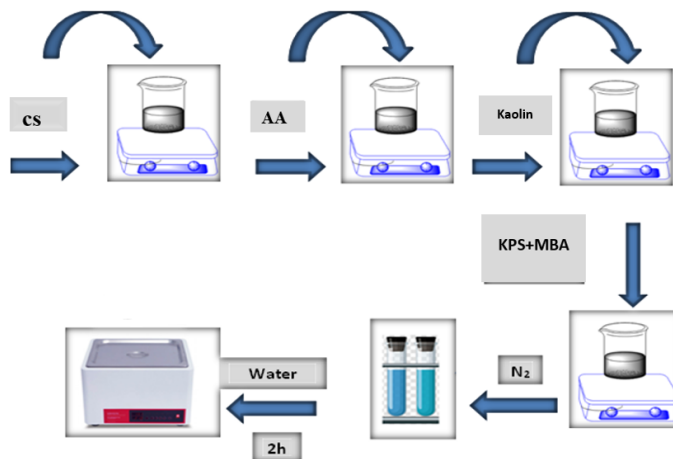 cs
AA
Kaolin
KPS+MBA
N₂
Water
2h